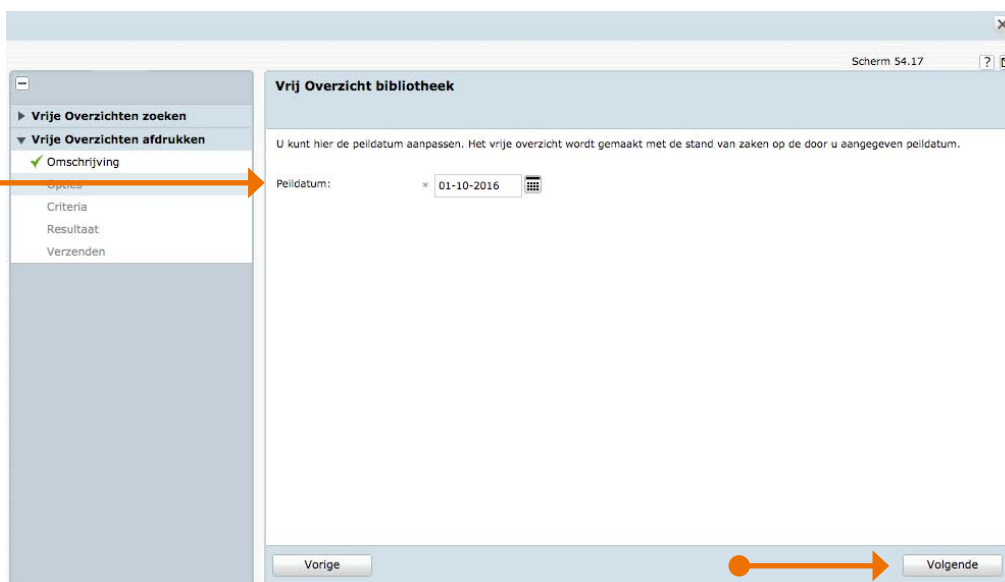 Scherm 54.17
?
Vrij Overzicht bibliotheek
Vrije Overzichten zoeken
Vrije Overzichten afdrukken
Omschrijving
Opties
Criteria
Resultaat
Verzenden
U kunt hier de peildatum aanpassen. Het vrije overzicht wordt gemaakt met de stand van zaken op de door u aangegeven peildatum.
Peildatum: * 01-10-2016
Vorige
Volgende